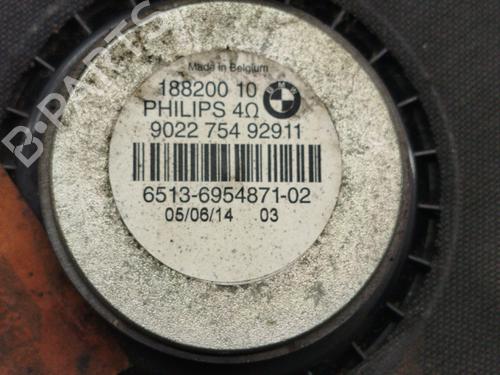 Made in Belgium
188200 10
BMW
PHILIPS 4Ω
9022 754 92911
6513-6954871-02
05/06/14 03
B-PARTS